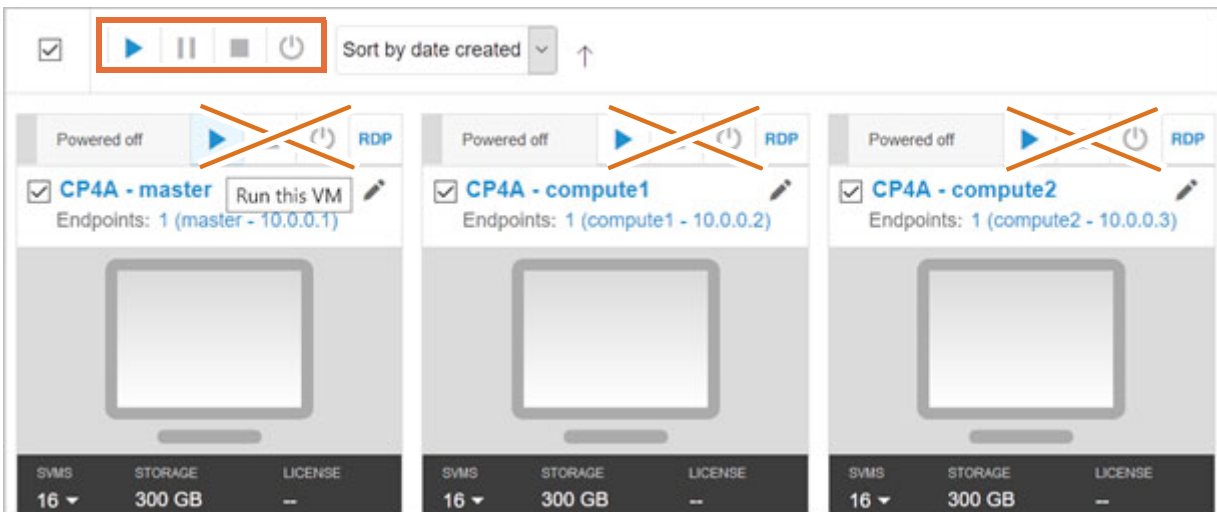 Sort by date created
Powered off RDP Powered off RDP Powered off RDP
CP4A - master Run this VM CP4A - compute1 CP4A - compute2
Endpoints: 1 (master - 10.0.0.1) Endpoints: 1 (compute1 - 10.0.0.2) Endpoints: 1 (compute2 - 10.0.0.3)
SVMS STORAGE LICENSE SVMS STORAGE LICENSE SVMS STORAGE LICENSE
16 300 GB -- 16 300 GB -- 16 300 GB --